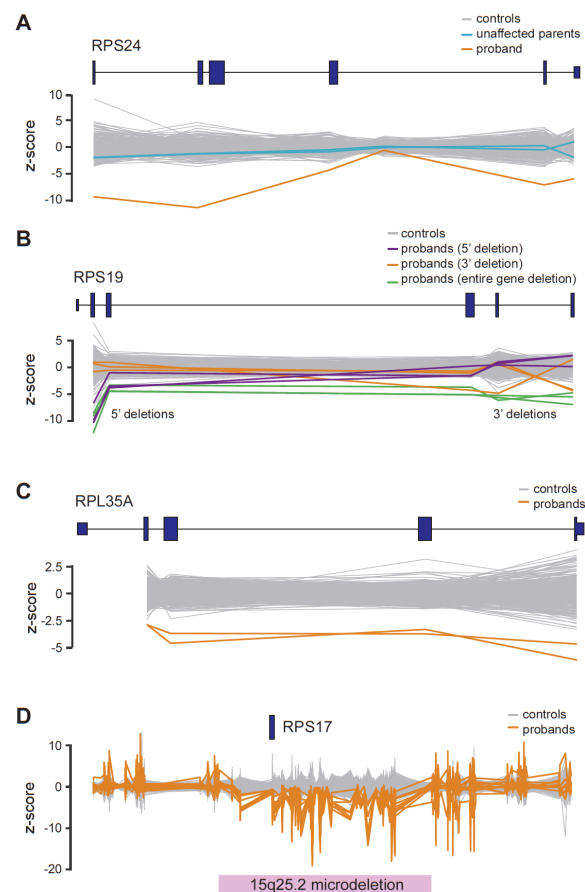 A
RPS24
controls
unaffected parents
proband
z-score
10
5
0
-5
-10
B
RPS19
controls
probands (5' deletion)
probands (3' deletion)
probands (entire gene deletion)
z-score
5
0
-5
-10
5' deletions
3' deletions
C
RPL35A
controls
probands
z-score
2.5
0
-2.5
-5
D
RPS17
controls
probands
z-score
10
0
-10
-20
15q25.2 microdeletion